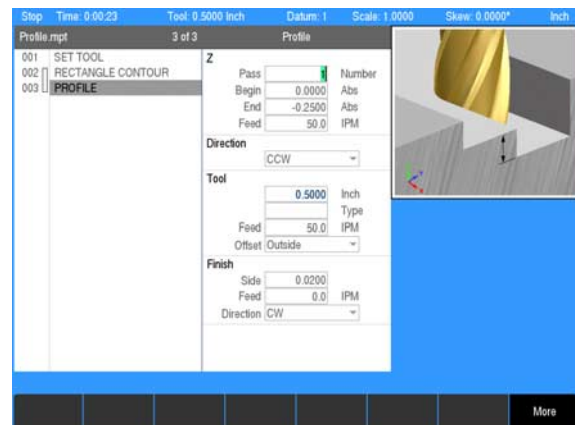 Stop Time: 0:00:23 Tool: 0.5000 Inch Datum: 1 Scale: 1.0000 Skew: 0.0000° Inch
Profile.mpt 3 of 3 Profile
001 SET TOOL
002 RECTANGLE CONTOUR
003 PROFILE
Z
Pass 1 Number
Begin 0.0000 Abs
End -0.2500 Abs
Feed 50.0 IPM
Direction
CCW
Tool
0.5000 Inch
Type
Feed 50.0 IPM
Offset Outside
Finish
Side 0.0200
Feed 0.0 IPM
Direction CW
More